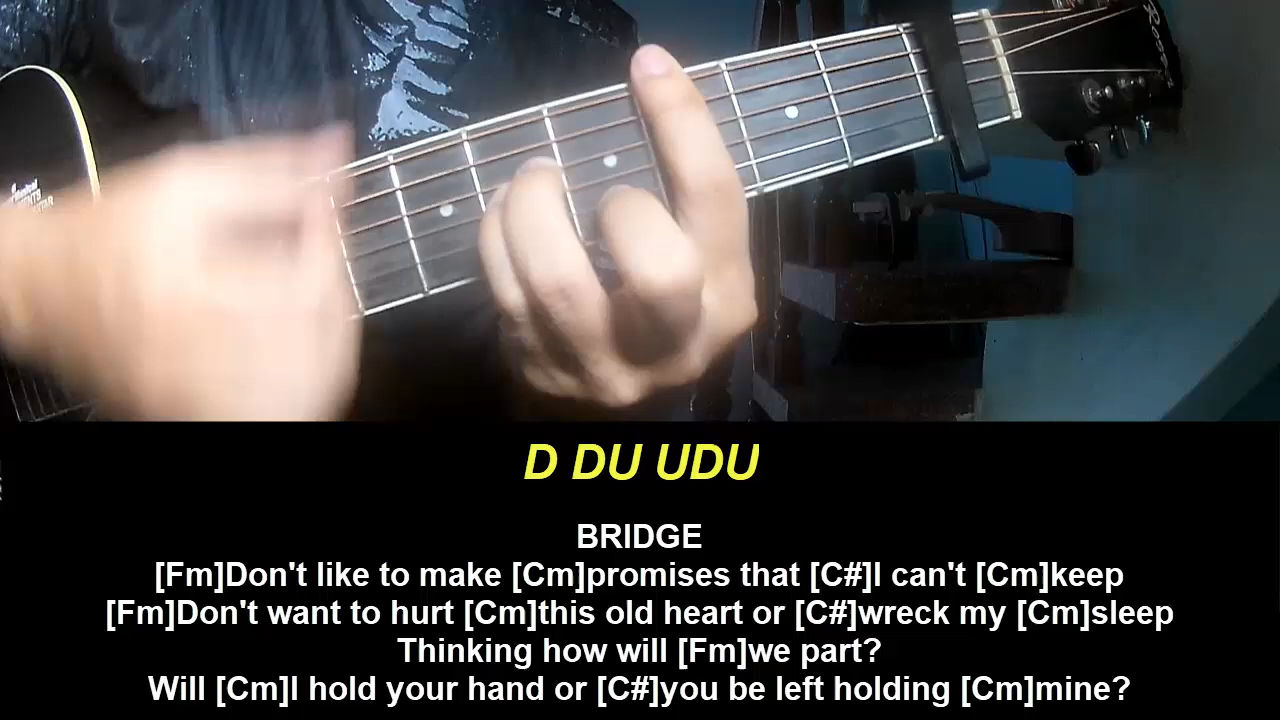 D DU UDU
BRIDGE
[Fm]Don't like to make [Cm]promises that [C#]I can't [Cm]keep
[Fm]Don't want to hurt [Cm]this old heart or [C#]wreck my [Cm]sleep
Thinking how will [Fm]we part?
Will [Cm]I hold your hand or [C#]you be left holding [Cm]mine?